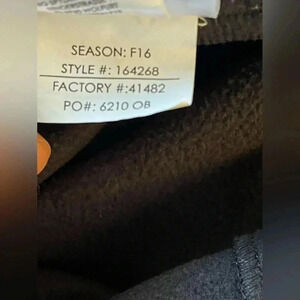 SEASON: F16
STYLE #: 164268
FACTORY #:41482
PO#: 6210 OB